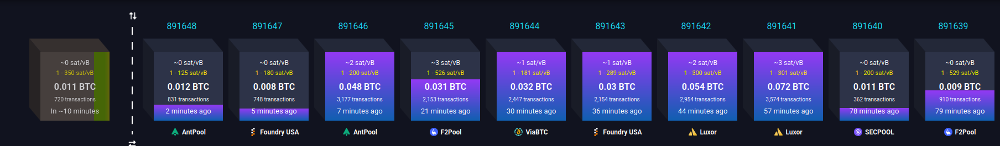 891648
891647
891646
891645
891644
891643
891642
891641
891640
891639
~0 sat/vB
1 - 350 sat/vB
0.011 BTC
720 transactions
In ~10 minutes
~0 sat/vB
1 - 125 sat/vB
0.012 BTC
831 transactions
2 minutes ago
AntPool
~0 sat/vB
1 - 180 sat/vB
0.008 BTC
748 transactions
5 minutes ago
Foundry USA
~2 sat/vB
1 - 200 sat/vB
0.048 BTC
3,177 transactions
7 minutes ago
AntPool
~3 sat/vB
1 - 526 sat/vB
0.031 BTC
2,153 transactions
21 minutes ago
F2Pool
~1 sat/vB
1 - 181 sat/vB
0.032 BTC
2,447 transactions
30 minutes ago
ViaBTC
~1 sat/vB
1 - 289 sat/vB
0.03 BTC
2,154 transactions
36 minutes ago
Foundry USA
~2 sat/vB
1 - 300 sat/vB
0.054 BTC
2,954 transactions
44 minutes ago
Luxor
~3 sat/vB
1 - 301 sat/vB
0.072 BTC
3,574 transactions
57 minutes ago
Luxor
~0 sat/vB
1 - 200 sat/vB
0.011 BTC
362 transactions
78 minutes ago
SECPOOL
~0 sat/vB
1 - 529 sat/vB
0.009 BTC
910 transactions
79 minutes ago
F2Pool